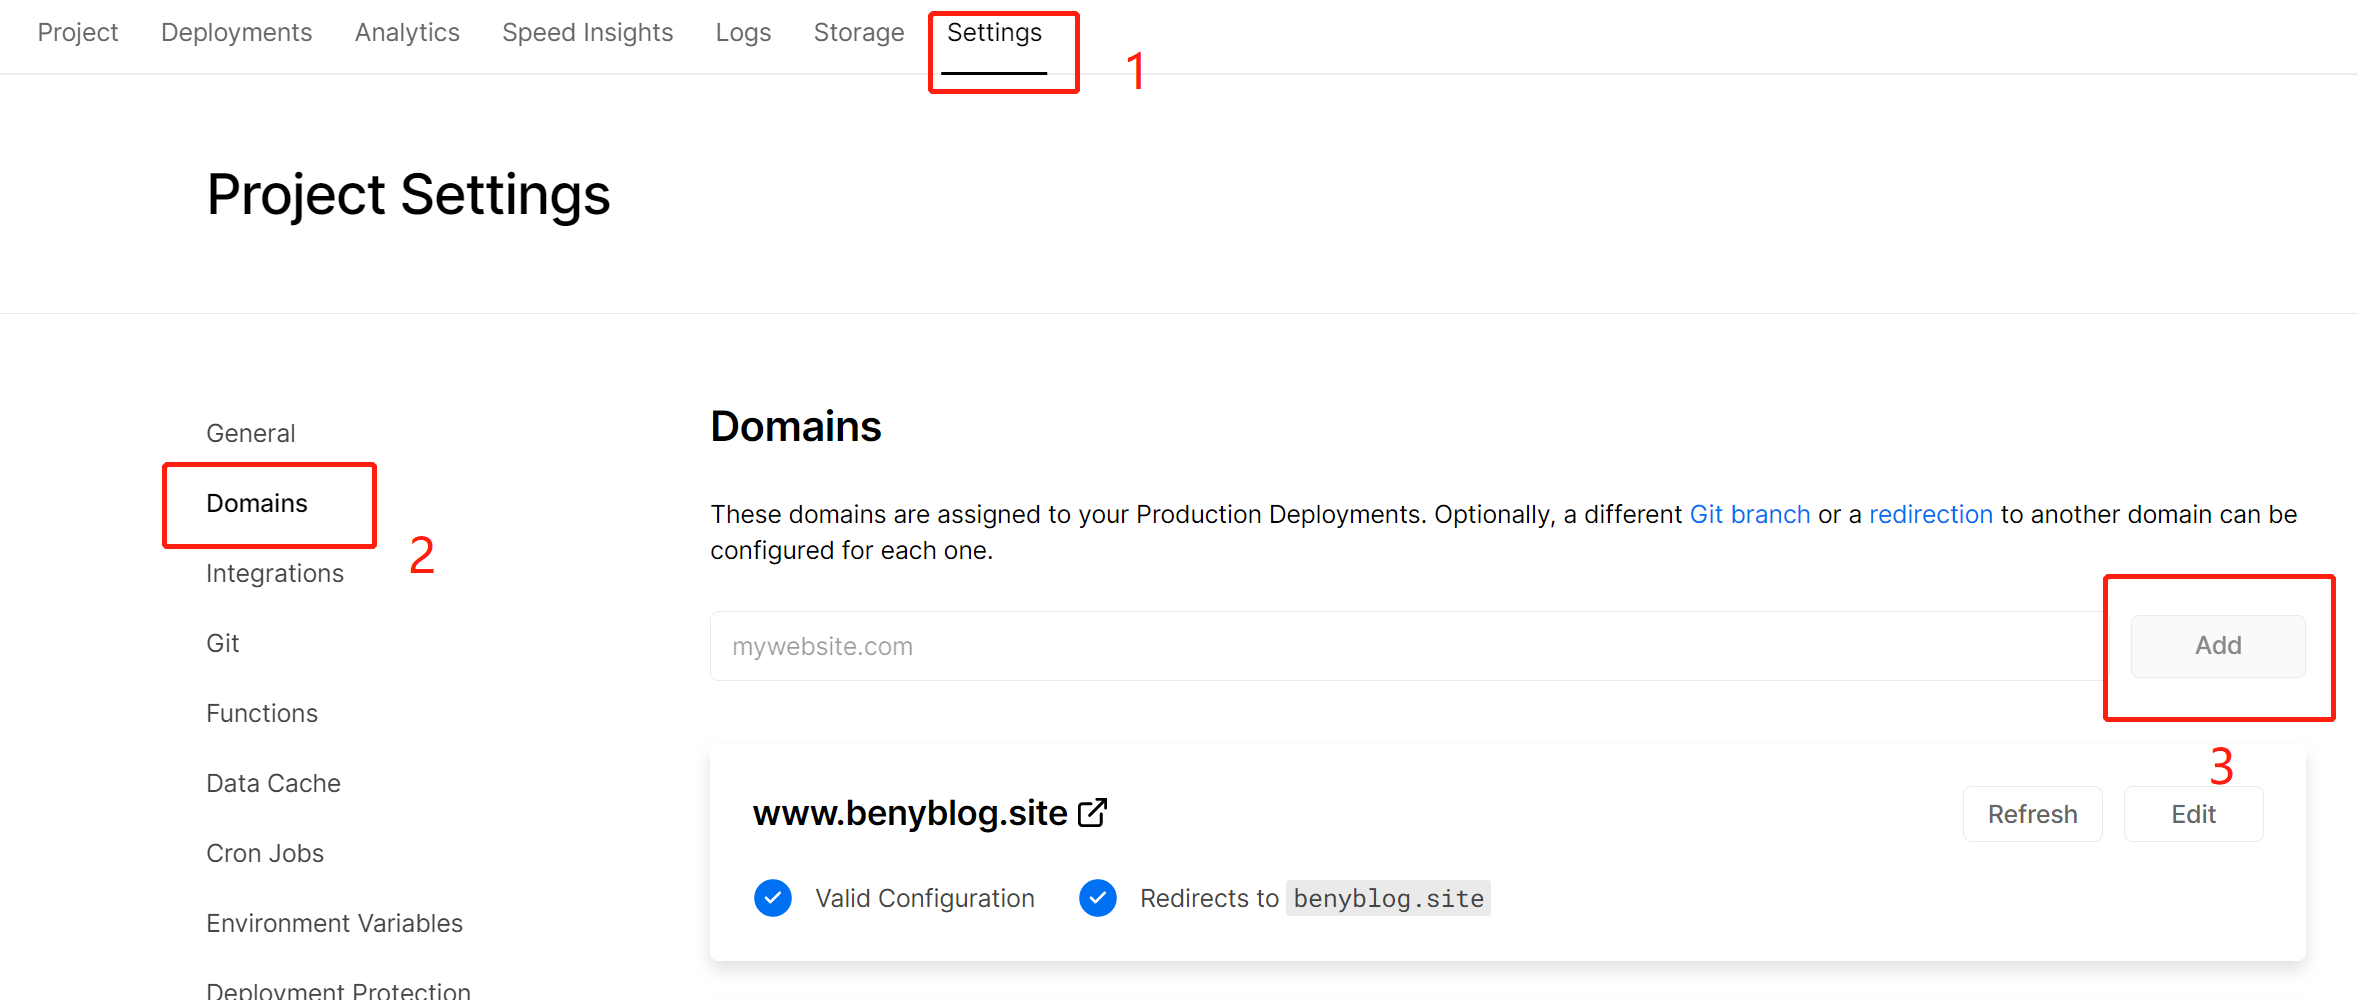 Project Deployments Analytics Speed Insights Logs Storage Settings
1
Project Settings
General
Domains
2
Integrations
Git
Functions
Data Cache
Cron Jobs
Environment Variables
Deployment Protection
Domains
These domains are assigned to your Production Deployments. Optionally, a different Git branch or a redirection to another domain can be
configured for each one.
mywebsite.com
Add
3
www.benyblog.site
Refresh Edit
Valid Configuration Redirects to benyblog.site